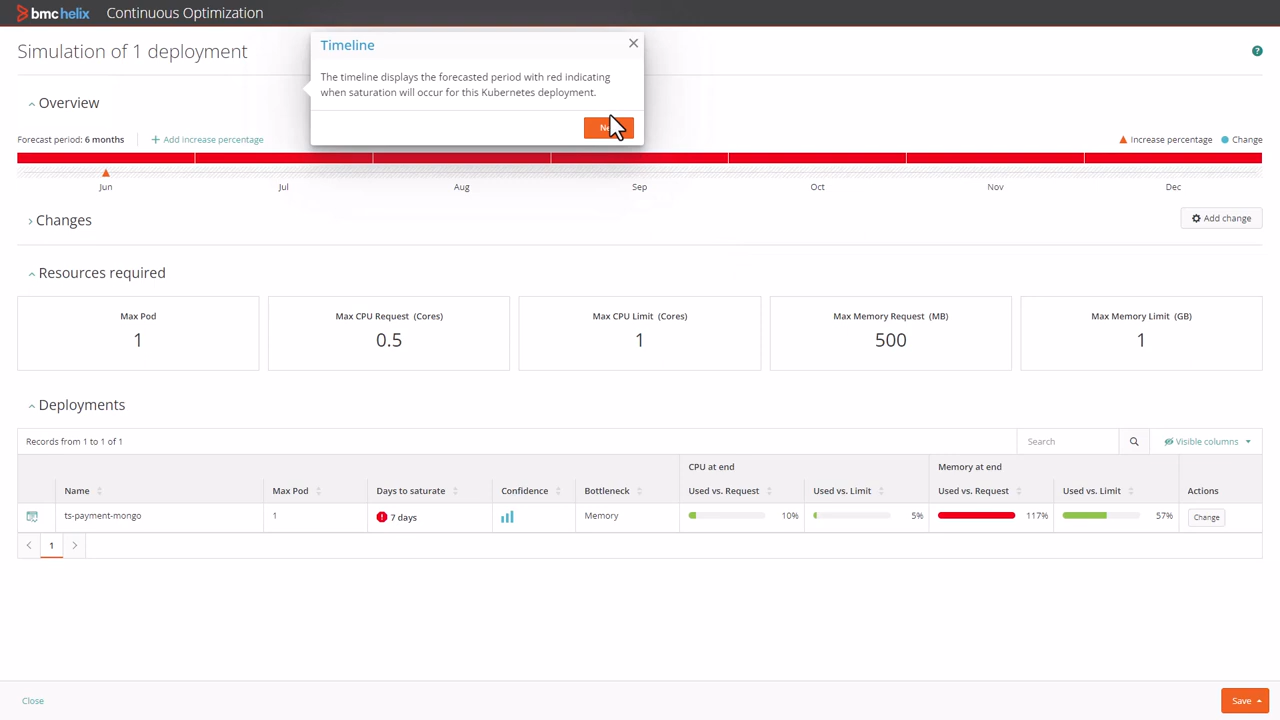 bmchelix Continuous Optimization
Simulation of 1 deployment
Timeline
The timeline displays the forecasted period with red indicating
when saturation will occur for this Kubernetes deployment.
Overview
Forecast period: 6 months
Add increase percentage
Increase percentage
Change
Jun Jul Aug Sep Oct Nov Dec
Changes
Add change
Resources required
Max Pod
1
Max CPU Request (Cores)
0.5
Max CPU Limit (Cores)
1
Max Memory Request (MB)
500
Max Memory Limit (GB)
1
Deployments
Records from 1 to 1 of 1
Search
Visible columns
CPU at end Memory at end
Name Max Pod Days to saturate Confidence Bottleneck Used vs. Request Used vs. Limit Used vs. Request Used vs. Limit Actions
ts-payment-mongo 1 7 days Memory 10% 5% 117% 57% Change
1
Close
Save